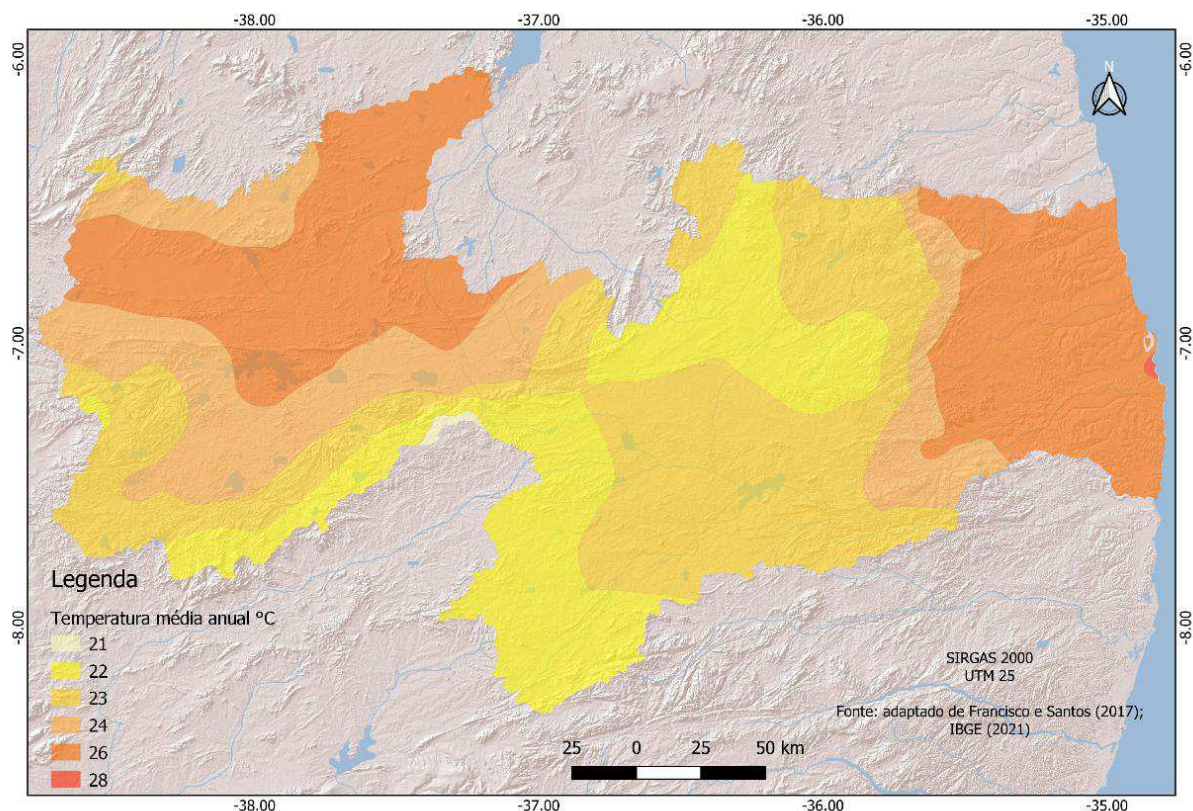 -38.00 -37.00 -36.00 -35.00
-6.00 -6.00
N
-7.00 -7.00
-8.00 -8.00
Legenda
Temperatura média anual °C
21
22
23
24
26
28
SIRGAS 2000
UTM 25
Fonte: adaptado de Francisco e Santos (2017);
IBGE (2021)
25 0 25 50 km
-38.00 -37.00 -36.00 -35.00